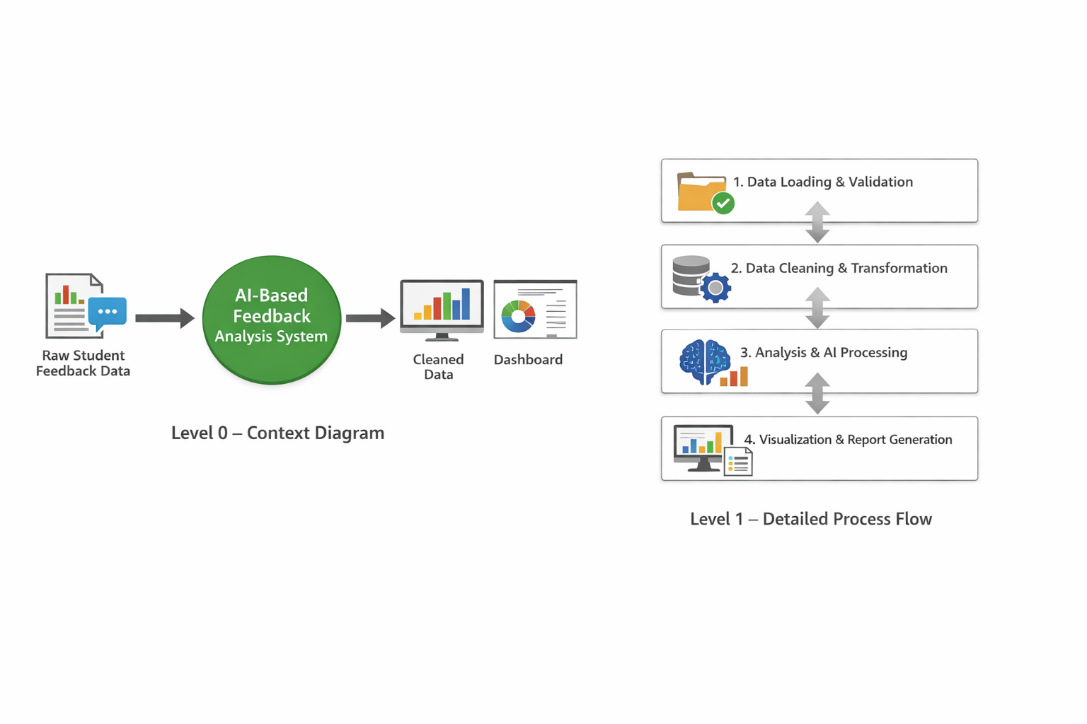 AI-Based
Feedback
Analysis System
Raw Student
Feedback Data
Cleaned
Data
Dashboard
Level 0 – Context Diagram
1. Data Loading & Validation
2. Data Cleaning & Transformation
3. Analysis & AI Processing
4. Visualization & Report Generation
Level 1 – Detailed Process Flow